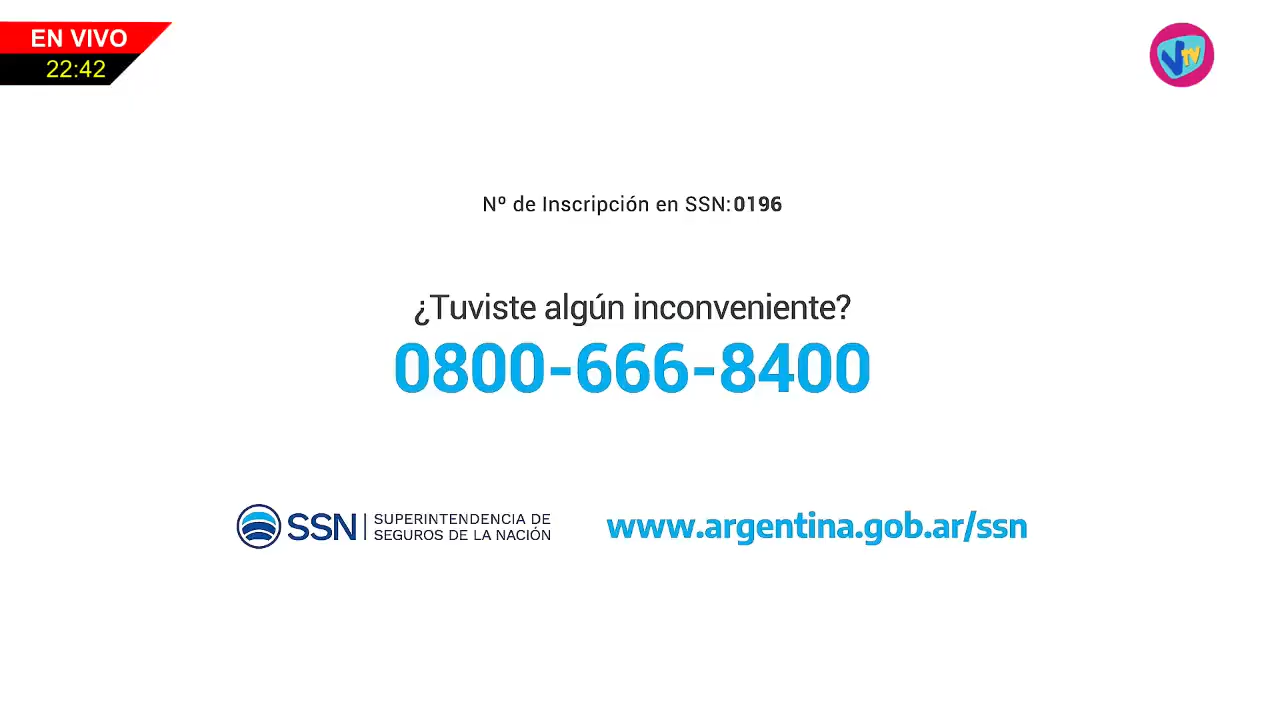 EN VIVO
22:42
VTV
Nº de Inscripción en SSN: 0196
¿Tuviste algún inconveniente?
0800-666-8400
SSN SUPERINTENDENCIA DE
SEGUROS DE LA NACIÓN
www.argentina.gob.ar/ssn